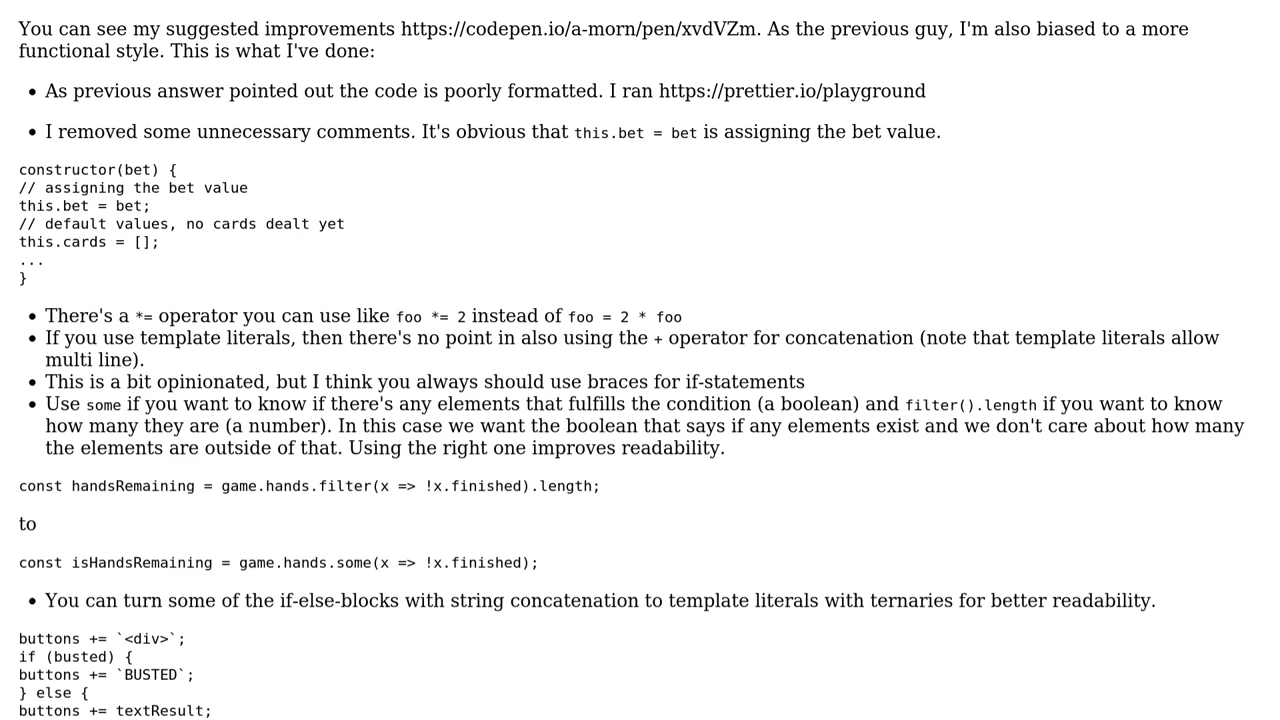 You can see my suggested improvements https://codepen.io/a-morn/pen/xvdVZm. As the previous guy, I'm also biased to a more
functional style. This is what I've done:
• As previous answer pointed out the code is poorly formatted. I ran https://prettier.io/playground
• I removed some unnecessary comments. It's obvious that this.bet = bet is assigning the bet value.
constructor(bet) {
// assigning the bet value
this.bet = bet;
// default values, no cards dealt yet
this.cards = [];
...
}
• There's a *= operator you can use like foo *= 2 instead of foo = 2 * foo
• If you use template literals, then there's no point in also using the + operator for concatenation (note that template literals allow
multi line).
• This is a bit opinionated, but I think you always should use braces for if-statements
• Use some if you want to know if there's any elements that fulfills the condition (a boolean) and filter().length if you want to know
how many they are (a number). In this case we want the boolean that says if any elements exist and we don't care about how many
the elements are outside of that. Using the right one improves readability.
const handsRemaining = game.hands.filter(x => !x.finished).length;
to
const isHandsRemaining = game.hands.some(x => !x.finished);
• You can turn some of the if-else-blocks with string concatenation to template literals with ternaries for better readability.
buttons += `<div>`;
if (busted) {
buttons += `BUSTED`;
} else {
buttons += textResult;